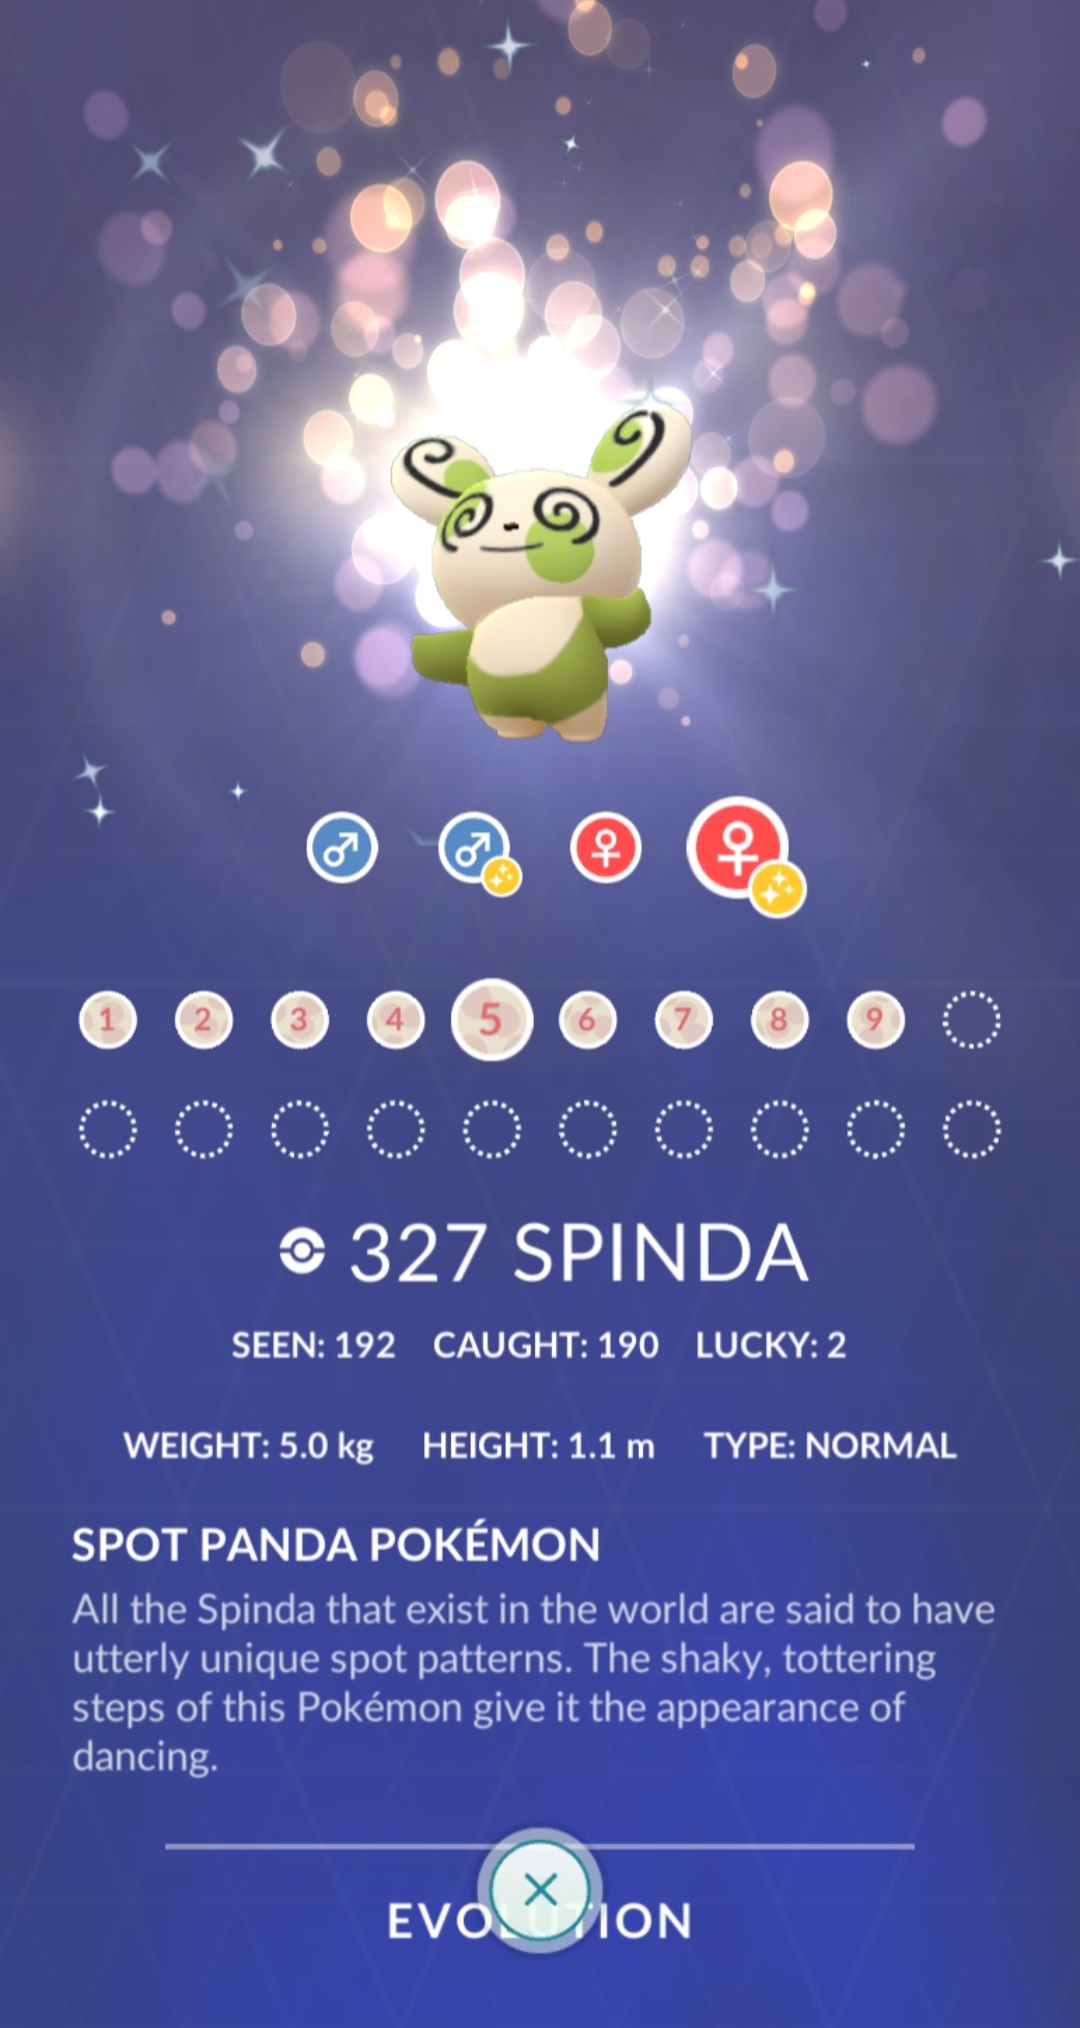 1 2 3 4 5 6 7 8 9
327 SPINDA
SEEN: 192 CAUGHT: 190 LUCKY: 2
WEIGHT: 5.0 kg HEIGHT: 1.1 m TYPE: NORMAL
SPOT PANDA POKÉMON
All the Spinda that exist in the world are said to have
utterly unique spot patterns. The shaky, tottering
steps of this Pokémon give it the appearance of
dancing.
EVOLUTION